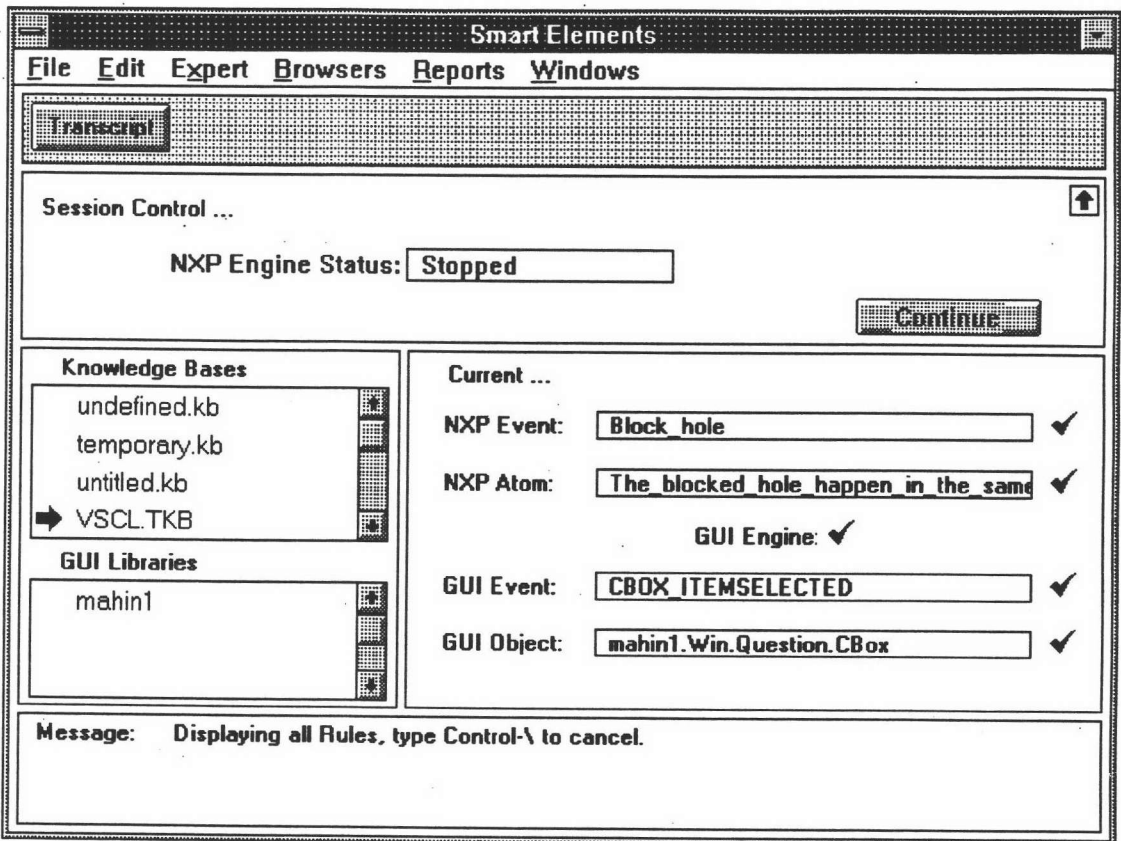 Smart Elements
File Edit Expert Browsers Reports Windows
Transcript
Session Control ...
NXP Engine Status: Stopped
Continue
Knowledge Bases
undefined.kb
temporary.kb
untitled.kb
VSCL.TKB
GUI Libraries
mahin1
Current ...
NXP Event: Block_hole
NXP Atom: The_blocked_hole_happen_in_the_same
GUI Engine:
GUI Event: CBOX_ITEMSELECTED
GUI Object: mahin1.Win.Question.CBox
Message: Displaying all Rules, type Control-\ to cancel.